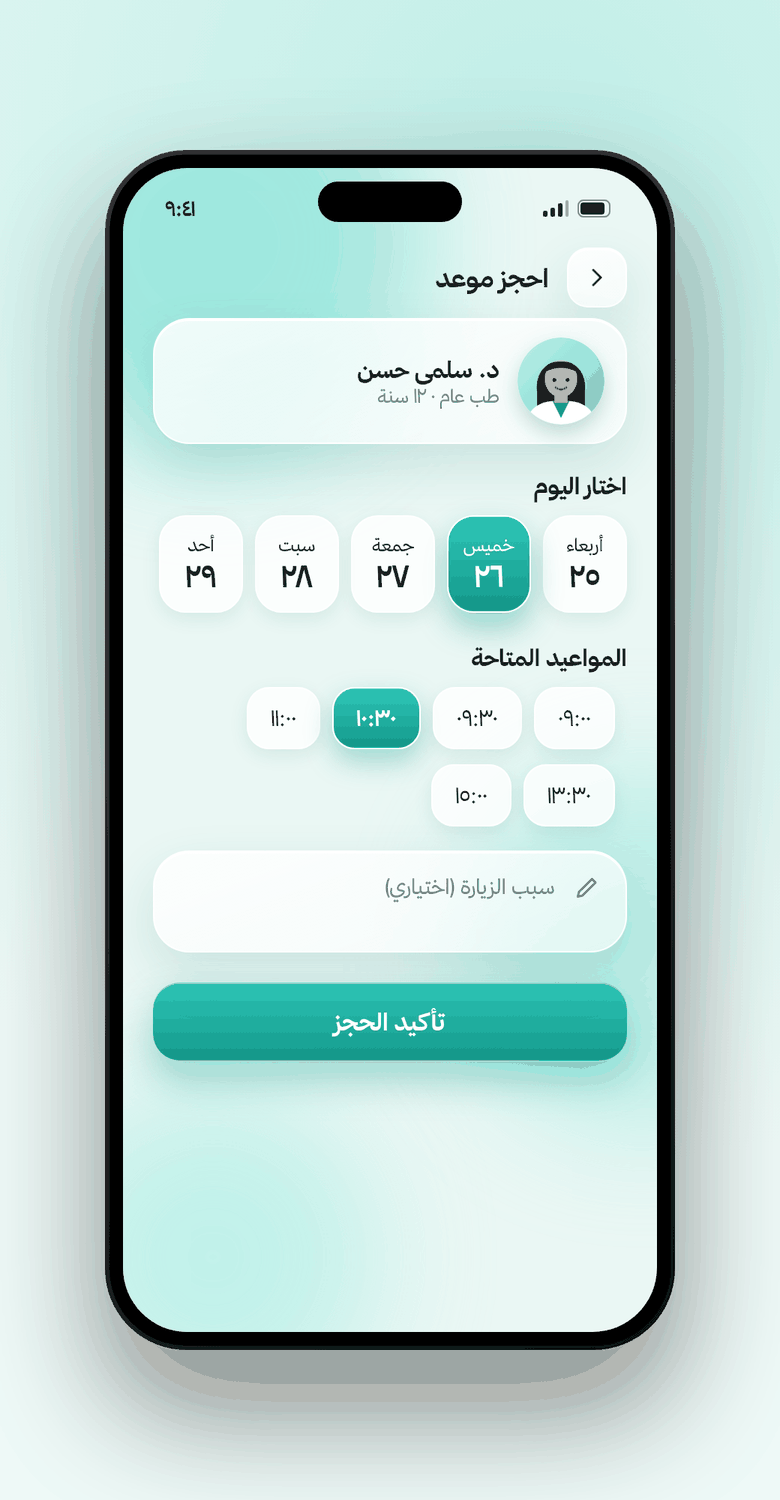 ٩:٤١
احجز موعد
د. سلمى حسن
طب عام · ١٢ سنة
اختار اليوم
أربعاء خميس جمعة سبت أحد
٢٥ ٢٦ ٢٧ ٢٨ ٢٩
المواعيد المتاحة
٠٩:٠٠ ٠٩:٣٠ ١٠:٣٠ ١١:٠٠
١٣:٣٠ ١٥:٠٠
سبب الزيارة (اختياري)
تأكيد الحجز